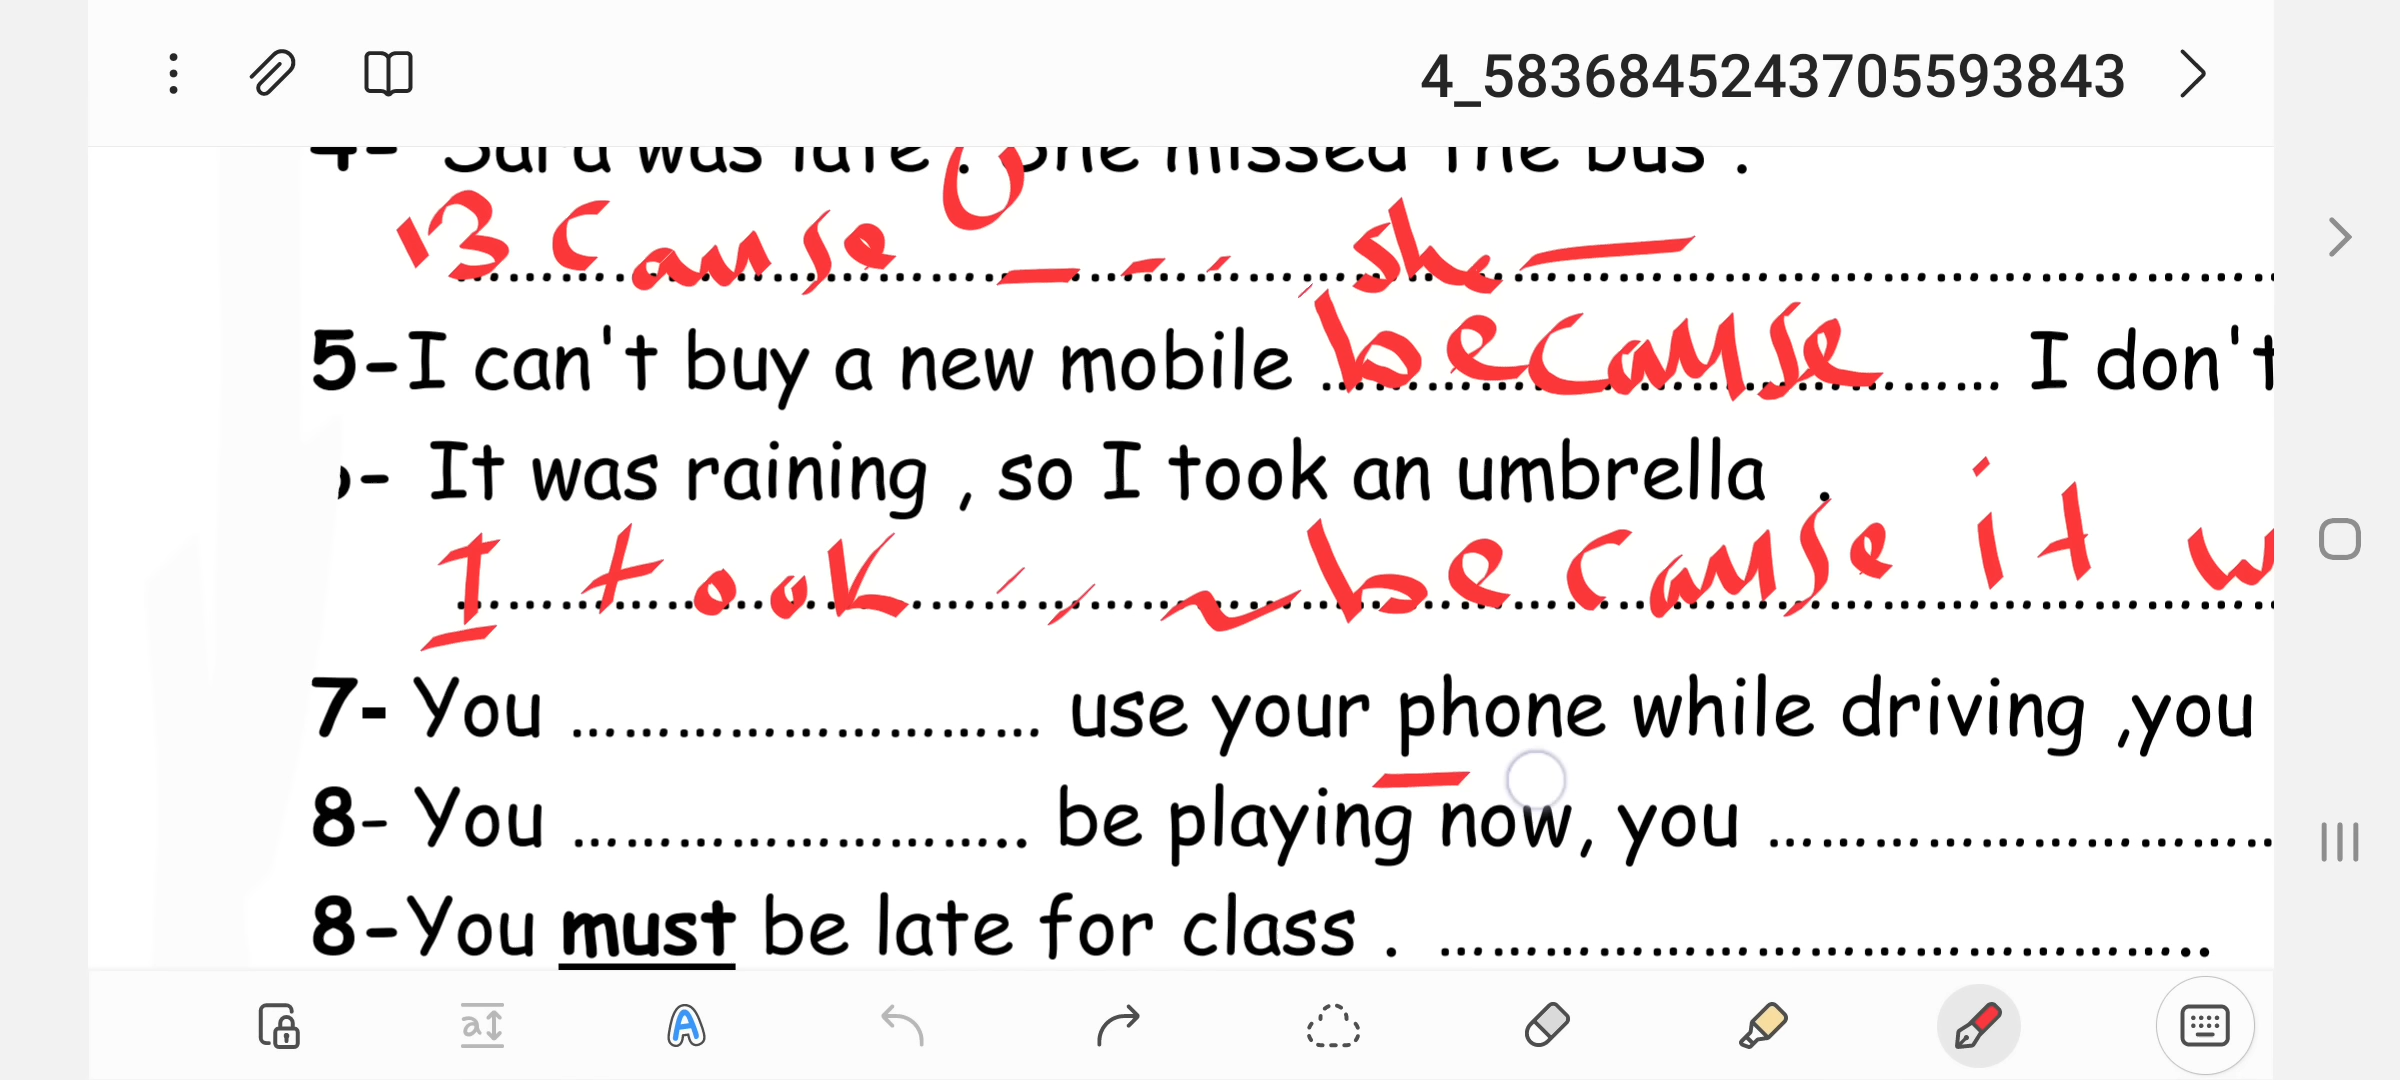 4_5836845243705593843
4- Sara was late . She missed the bus .
B cause she
5-I can't buy a new mobile because I don't
- It was raining , so I took an umbrella .
I took because it w
7- You ........................ use your phone while driving ,you
8- You ........................ be playing now, you ........................
8-You must be late for class . ........................